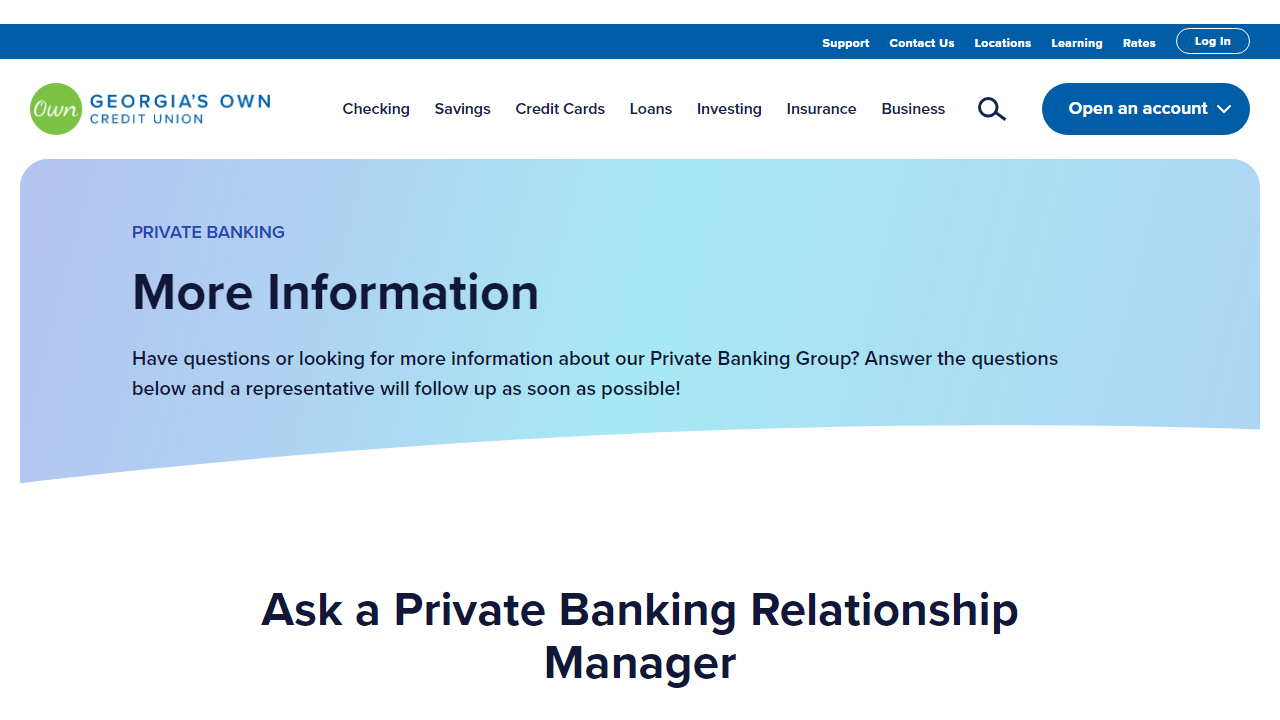 Support Contact Us Locations Learning Rates Log In
Own GEORGIA'S OWN
CREDIT UNION
Checking Savings Credit Cards Loans Investing Insurance Business Open an account
PRIVATE BANKING
More Information
Have questions or looking for more information about our Private Banking Group? Answer the questions
below and a representative will follow up as soon as possible!
Ask a Private Banking Relationship
Manager